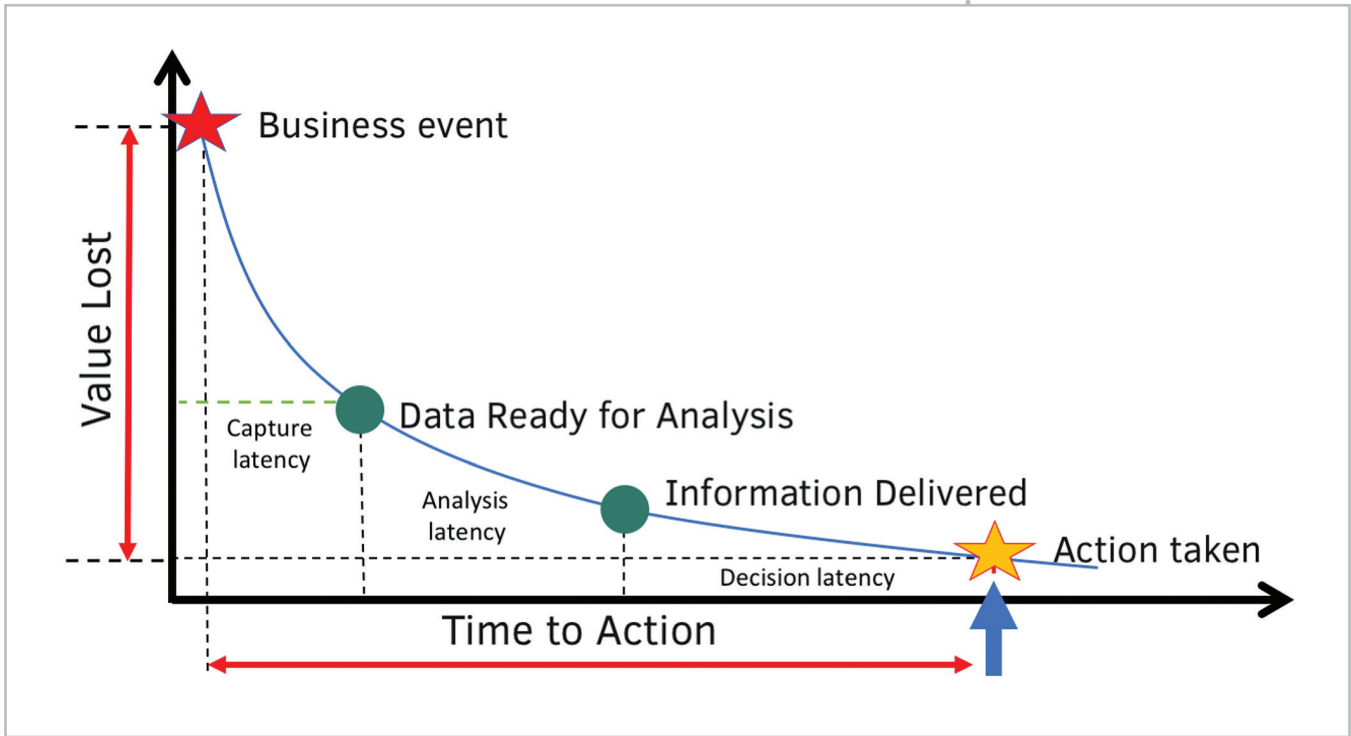 Business event
Value Lost
Data Ready for Analysis
Capture
latency
Information Delivered
Analysis
latency
Action taken
Decision latency
Time to Action